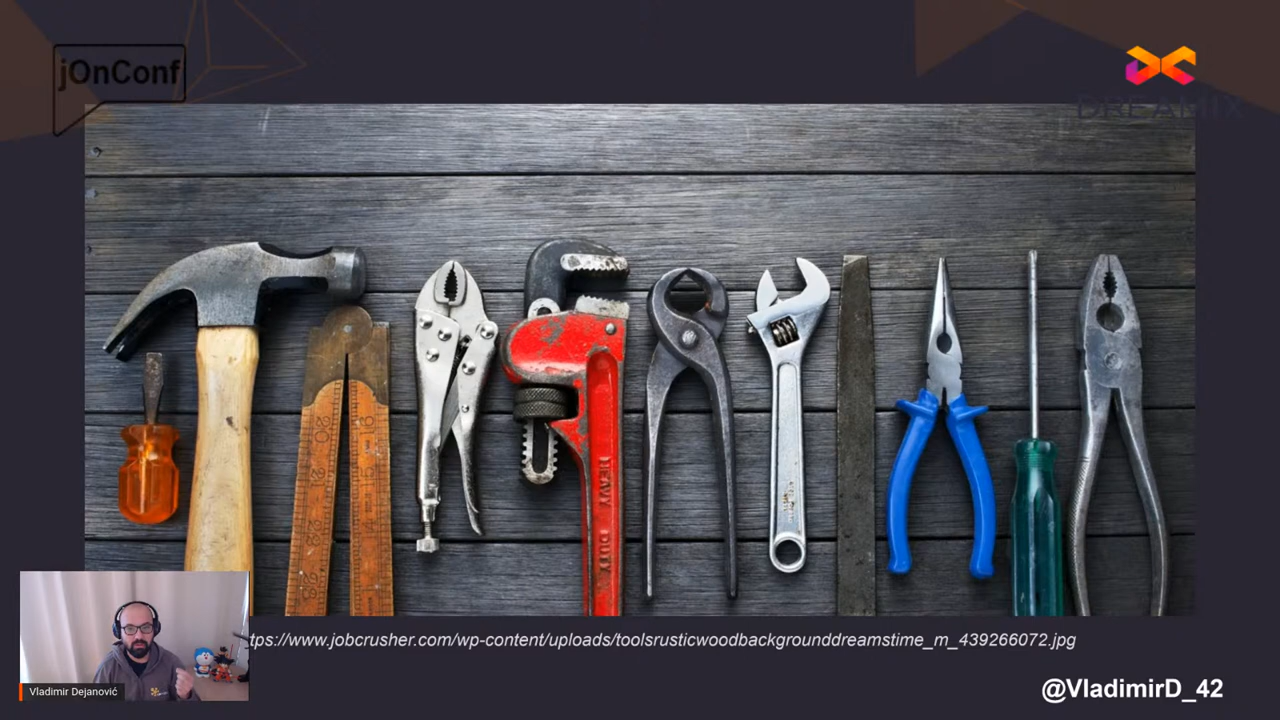 jOnConf
DREAMIX
HEAVY DUTY
tps://www.jobcrusher.com/wp-content/uploads/toolsrusticwoodbackgrounddreamstime_m_439266072.jpg
Vladimir Dejanović
@VladimirD_42